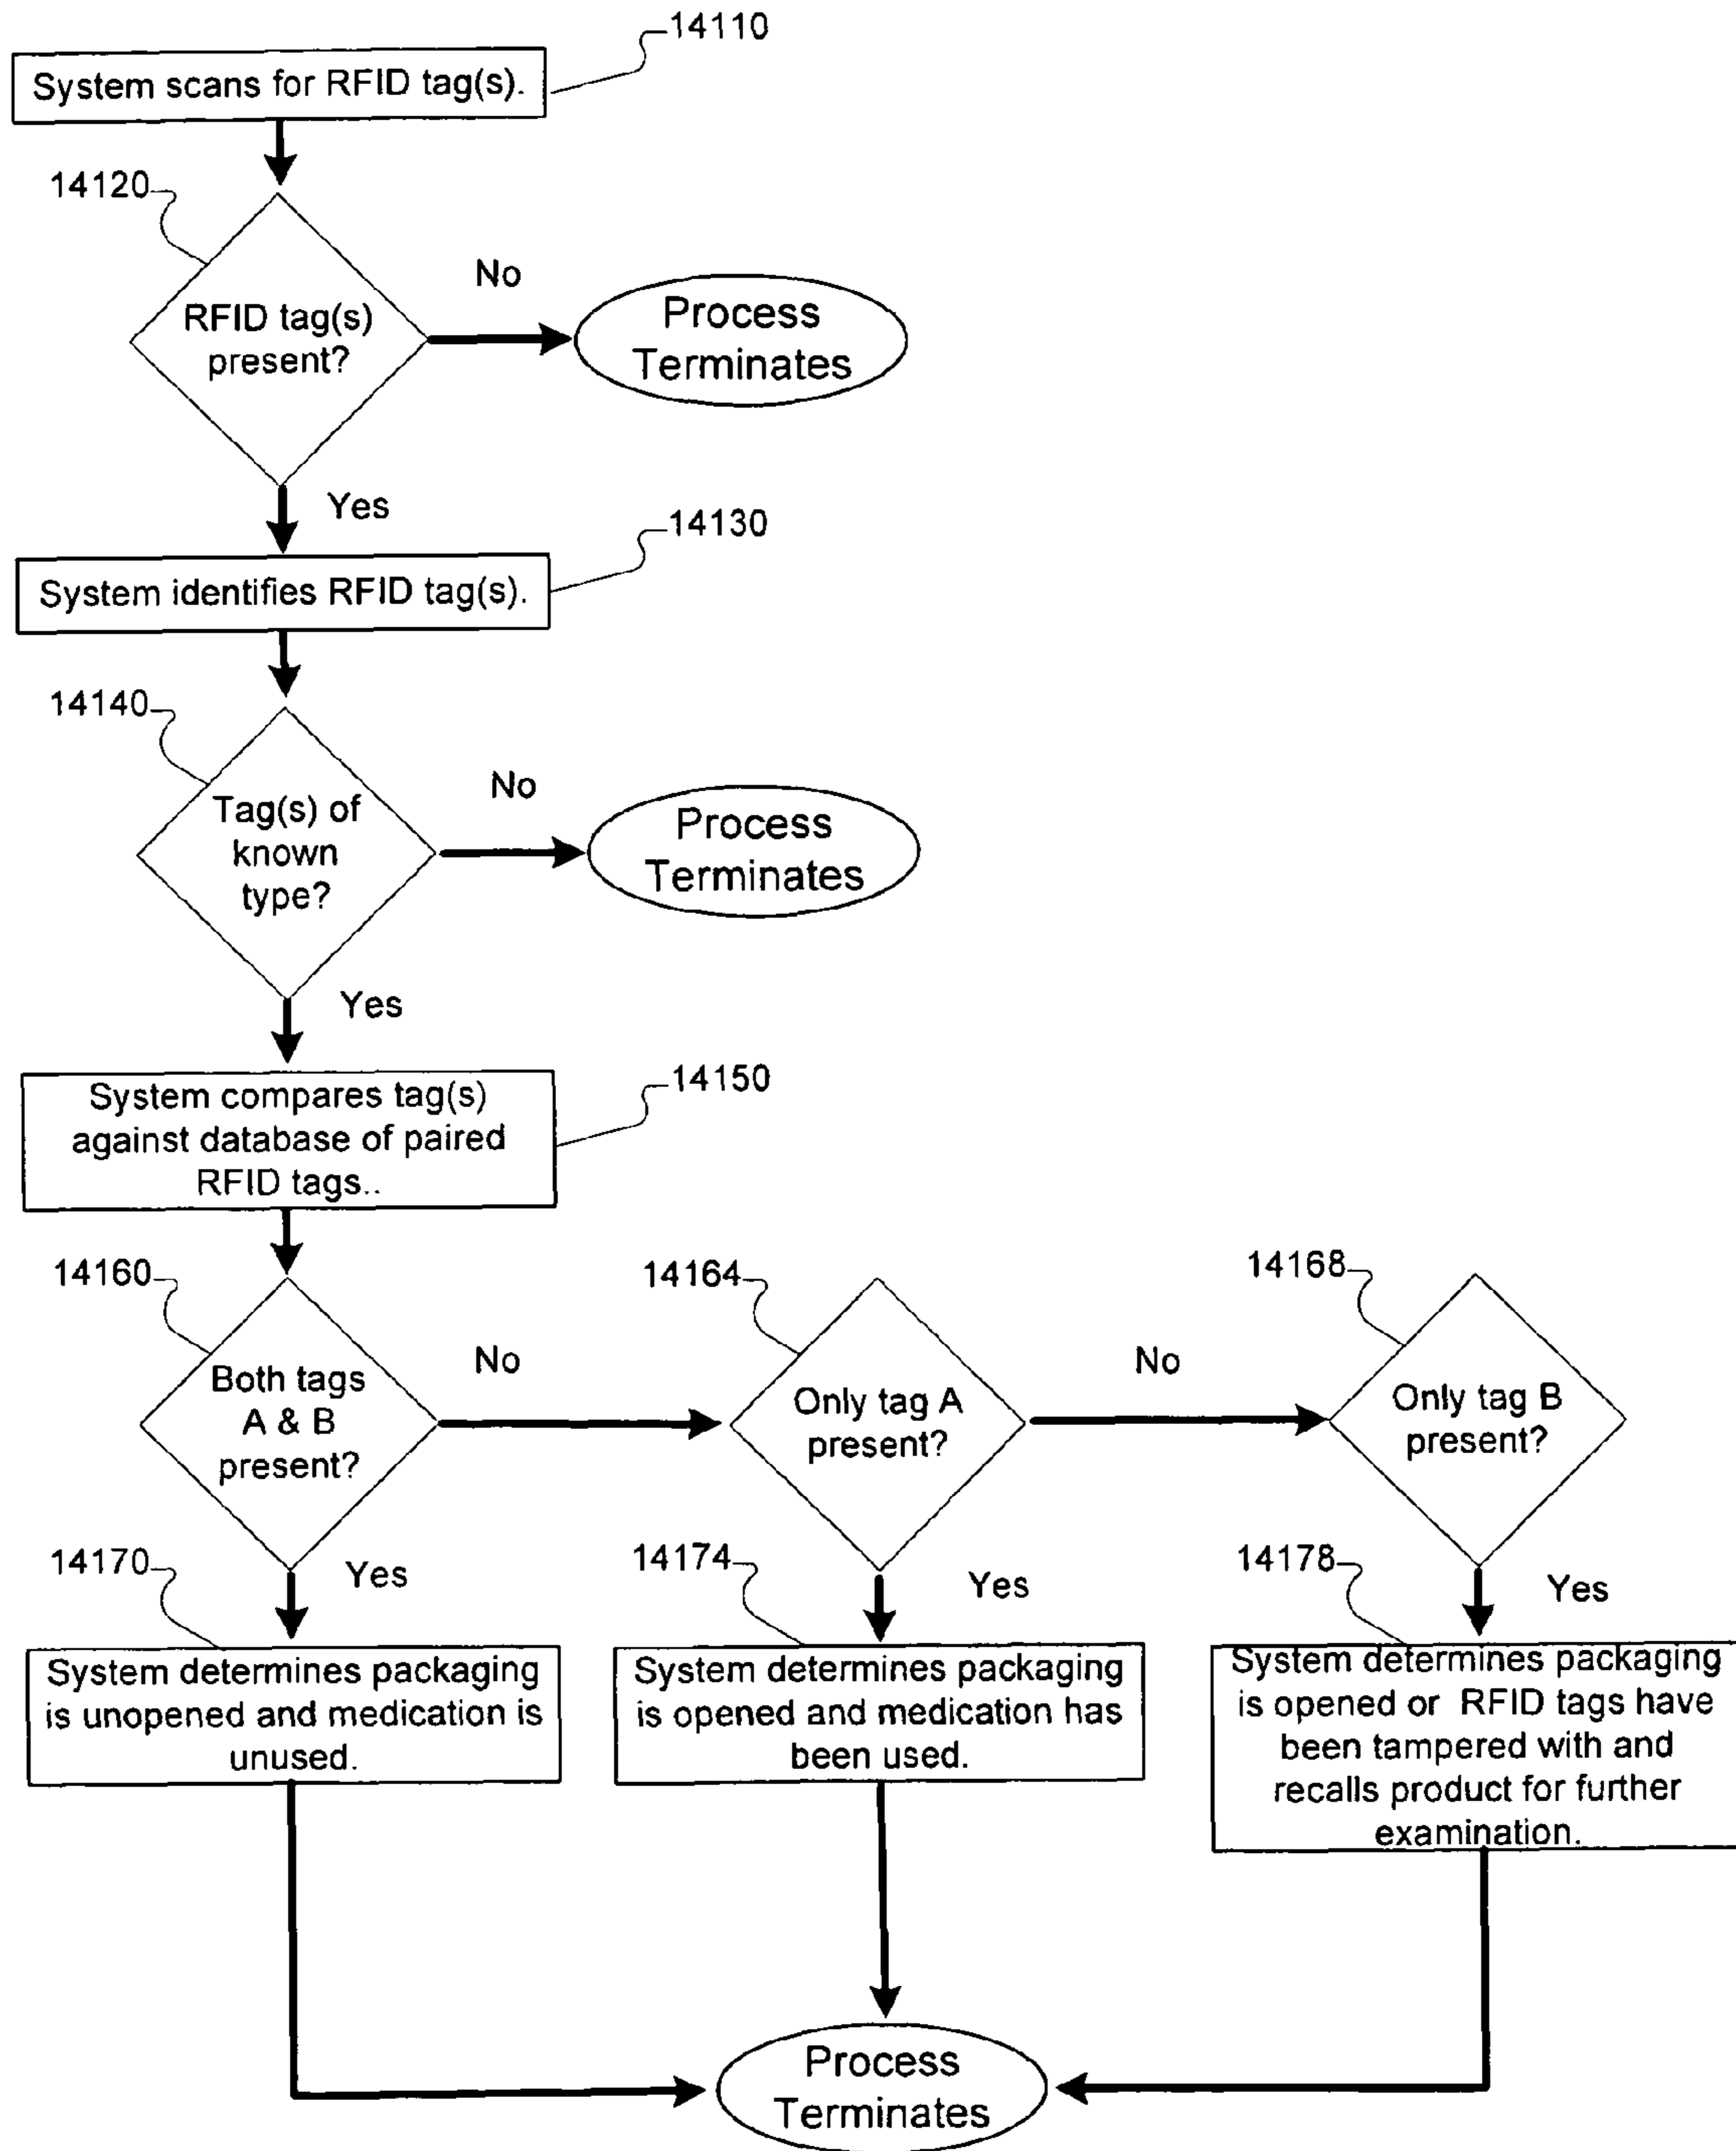 14110
System scans for RFID tag(s).
14120
RFID tag(s)
present?
No
Process
Terminates
Yes
14130
System identifies RFID tag(s).
14140
Tag(s) of
known
type?
No
Process
Terminates
Yes
14150
System compares tag(s)
against database of paired
RFID tags..
14160
Both tags
A & B
present?
No
14164
Only tag A
present?
No
14168
Only tag B
present?
14170
Yes
System determines packaging
is unopened and medication is
unused.
14174
Yes
System determines packaging
is opened and medication has
been used.
14178
Yes
System determines packaging
is opened or RFID tags have
been tampered with and
recalls product for further
examination.
Process
Terminates